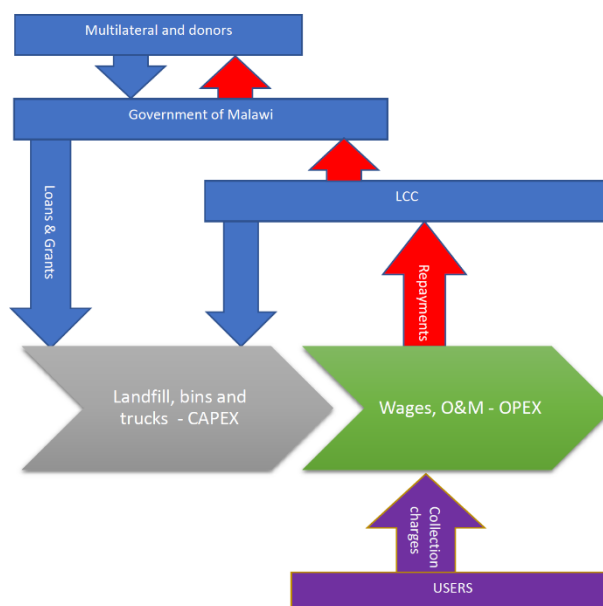 Multilateral and donors
Government of Malawi
LCC
Loans & Grants
Repayments
Landfill, bins and
trucks - CAPEX
Wages, O&M - OPEX
Collection
charges
USERS